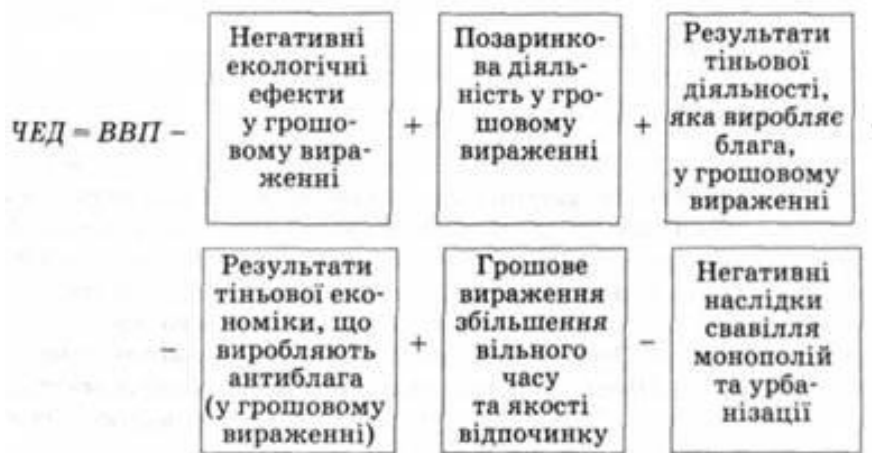 Негативні
екологічні
ефекти
у грошо-
вому вира-
женні
Позаринко-
ва діяль-
ність у гро-
шовому
вираженні
Результати
тіньової
діяльності,
яка виробляє
блага,
у грошовому
вираженні
ЧЕД = ВВП −
+
+
−
Результати
тіньової еко-
номіки, що
виробляють
антиблага
(у грошовому
вираженні)
+
Грошове
вираження
збільшення
вільного
часу
та якості
відпочинку
−
Негативні
наслідки
свавілля
монополій
та урба-
нізації